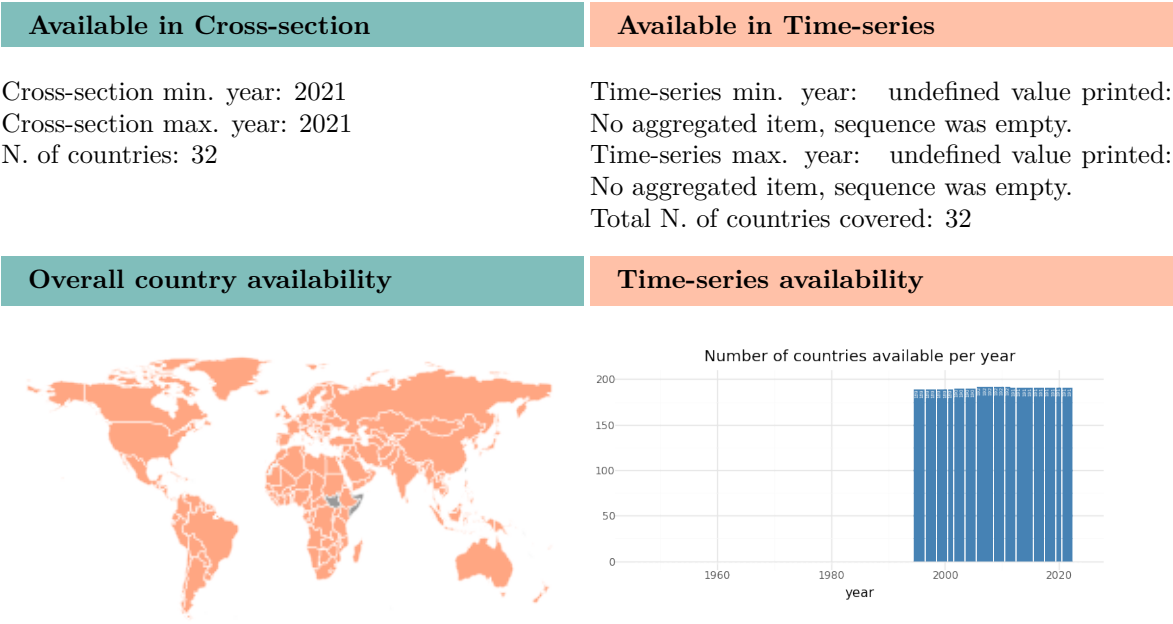 Available in Cross-section
Available in Time-series
Cross-section min. year: 2021
Cross-section max. year: 2021
N. of countries: 32
Time-series min. year: undefined value printed:
No aggregated item, sequence was empty.
Time-series max. year: undefined value printed:
No aggregated item, sequence was empty.
Total N. of countries covered: 32
Overall country availability
Time-series availability
Number of countries available per year
200
150
100
50
0
1960 1980 2000 2020
year